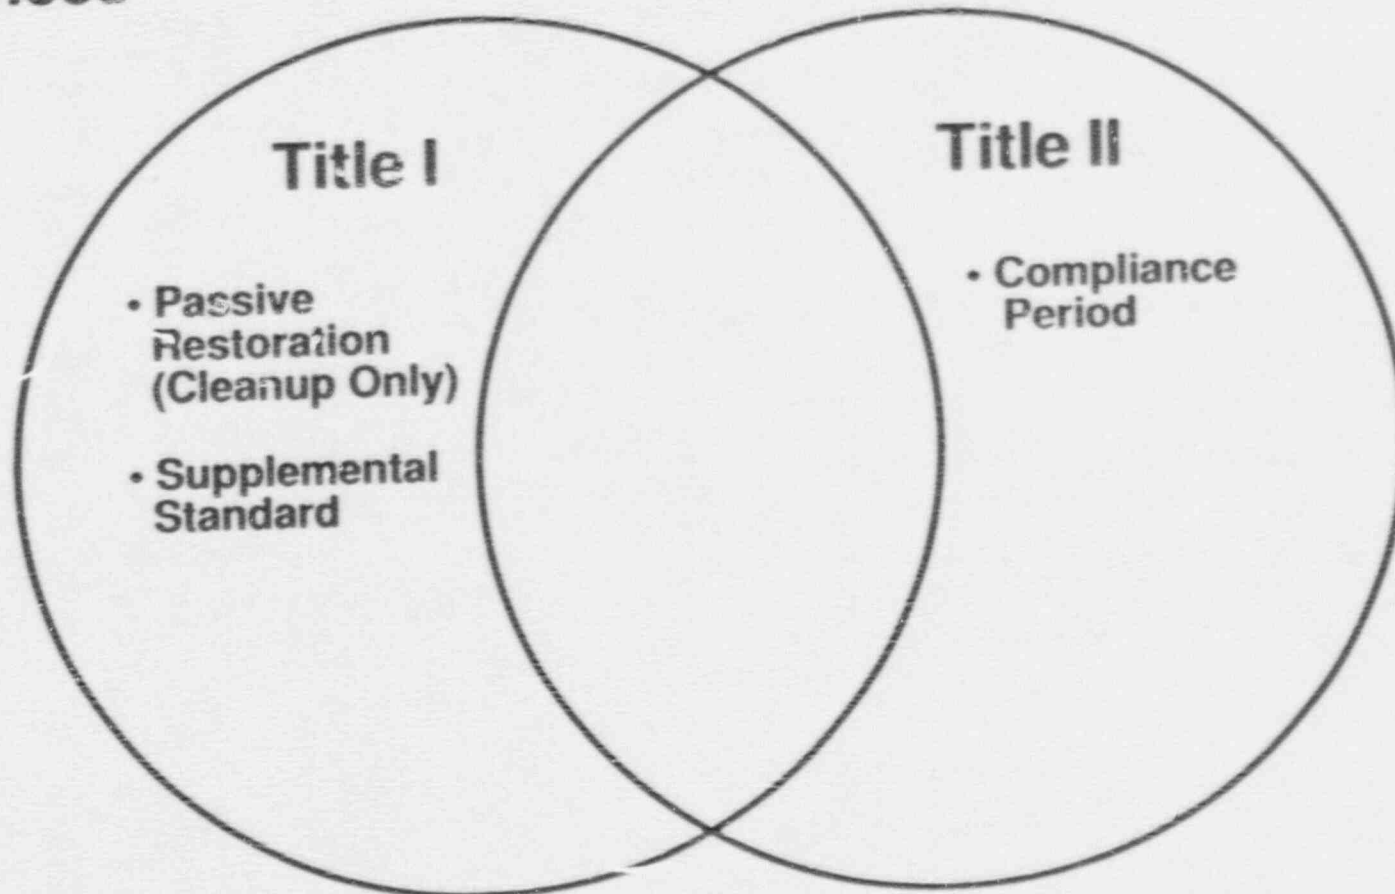 Title I
• Passive
Restoration
(Cleanup Only)
• Supplemental
Standard
Title II
• Compliance
Period